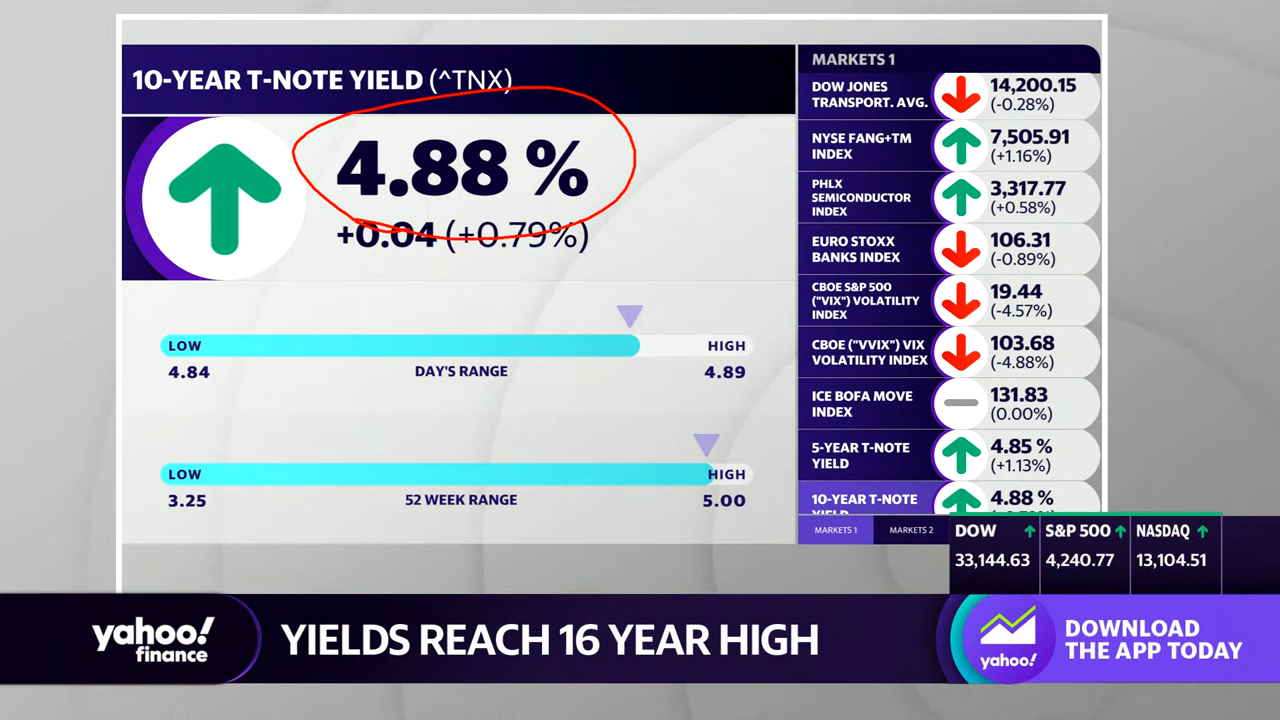 10-YEAR T-NOTE YIELD (^TNX)
4.88 %
+0.04 (+0.79%)
LOW
HIGH
4.84
DAY'S RANGE
4.89
LOW
HIGH
3.25
52 WEEK RANGE
5.00
MARKETS 1
DOW JONES
TRANSPORT. AVG.
14,200.15
(-0.28%)
NYSE FANG+TM
INDEX
7,505.91
(+1.16%)
PHLX
SEMICONDUCTOR
INDEX
3,317.77
(+0.58%)
EURO STOXX
BANKS INDEX
106.31
(-0.89%)
CBOE S&P 500
("VIX") VOLATILITY
INDEX
19.44
(-4.57%)
CBOE ("VVIX") VIX
VOLATILITY INDEX
103.68
(-4.88%)
ICE BOFA MOVE
INDEX
131.83
(0.00%)
5-YEAR T-NOTE
YIELD
4.85 %
(+1.13%)
10-YEAR T-NOTE
YIELD
4.88 %
MARKETS 1
MARKETS 2
DOW
33,144.63
S&P 500
4,240.77
NASDAQ
13,104.51
yahoo!
finance
YIELDS REACH 16 YEAR HIGH
yahoo!
DOWNLOAD
THE APP TODAY